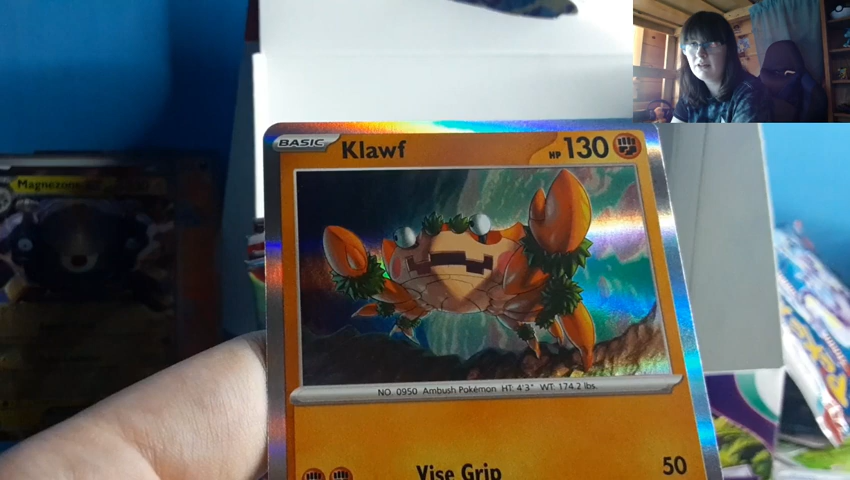 BASIC Klawf HP 130
NO. 0950 Ambush Pokémon HT: 4'3" WT: 174.2 lbs.
Vise Grip 50
Magnezone